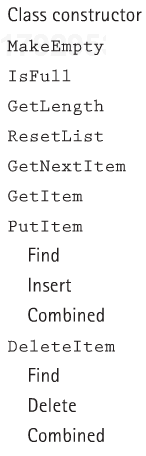 Class constructor
MakeEmpty
IsFull
GetLength
ResetList
GetNextItem
GetItem
PutItem
Find
Insert
Combined
DeleteItem
Find
Delete
Combined